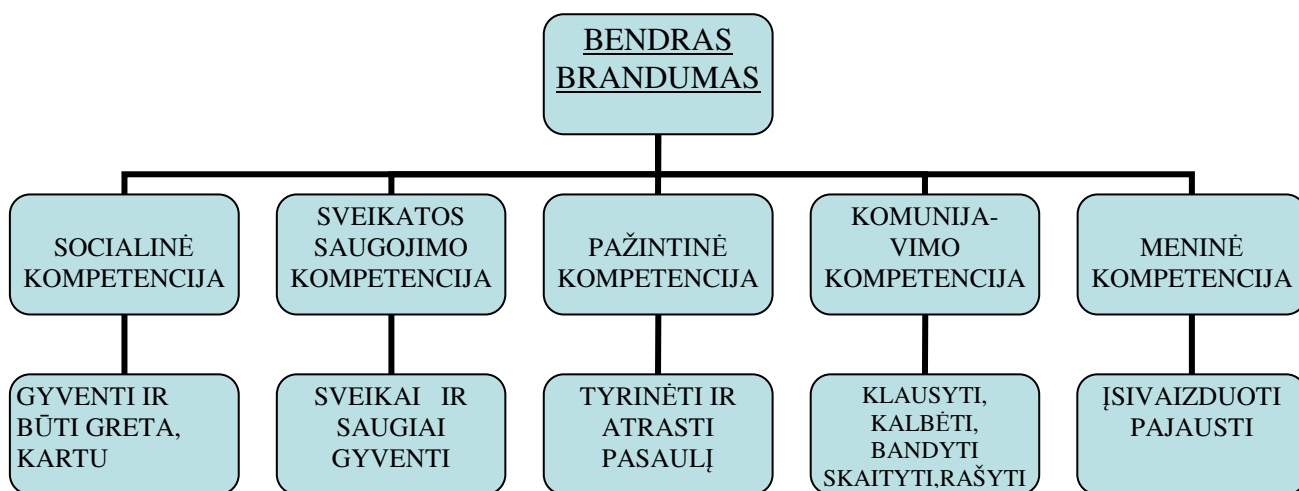 BENDRAS
BRANDUMAS
SOCIALINĖ
KOMPETENCIJA
SVEIKATOS
SAUGOJIMO
KOMPETENCIJA
PAŽINTINĖ
KOMPETENCIJA
KOMUNIJA-
VIMO
KOMPETENCIJA
MENINĖ
KOMPETENCIJA
GYVENTI IR
BŪTI GRETA,
KARTU
SVEIKAI IR
SAUGIAI
GYVENTI
TYRINĖTI IR
ATRASTI
PASAULĮ
KLAUSYTI,
KALBĖTI,
BANDYTI
SKAITYTI,RAŠYTI
ĮSIVAIZDUOTI
PAJAUSTI